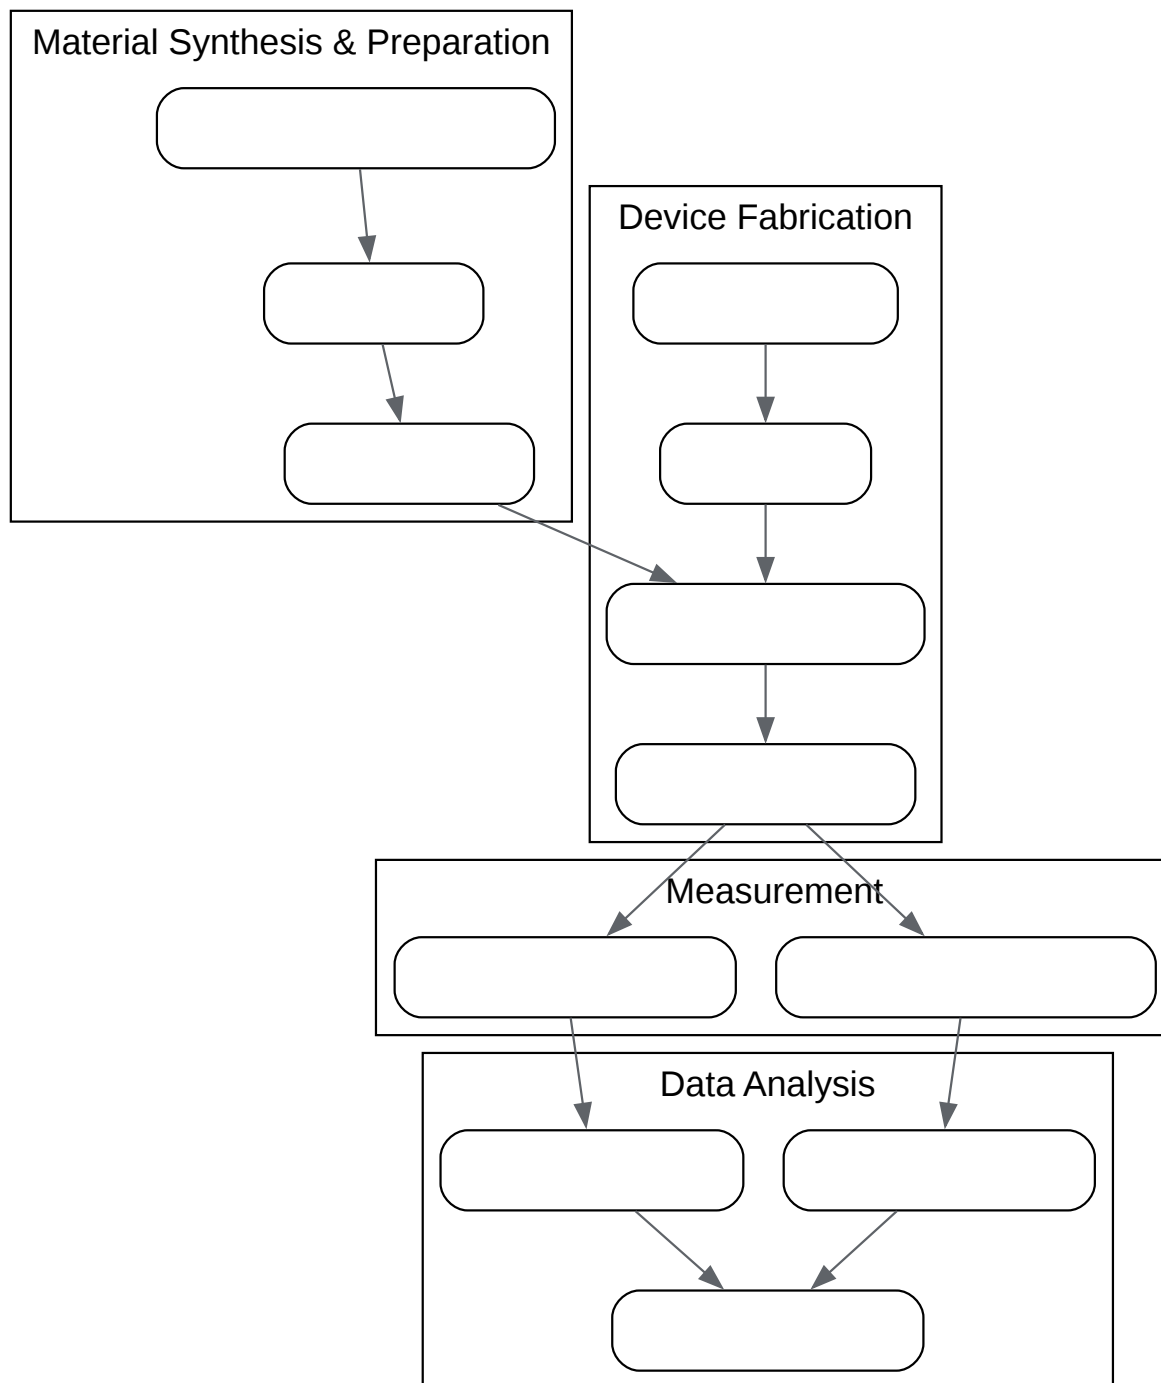 Material Synthesis & Preparation
Device Fabrication
Measurement
Data Analysis